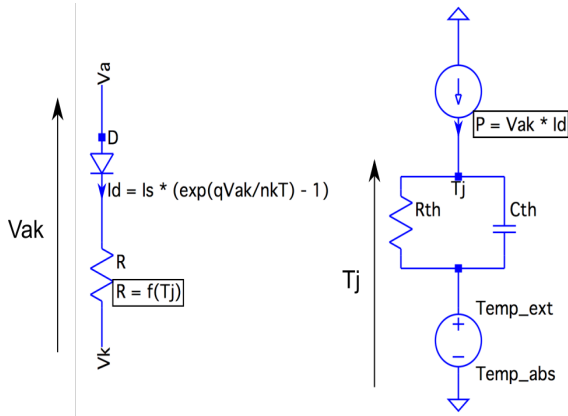 Va
D
Id = Is * (exp(qVak/nkT) - 1)
Vak
R
R = f(Tj)
Vk
P = Vak * Id
Tj
Rth
Cth
Tj
Temp_ext
+
−
Temp_abs